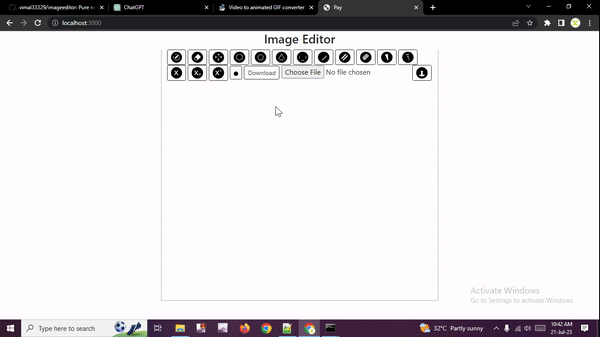 vimal33329/imageeditor: Pure n
ChatGPT
Video to animated GIF converter
Pay
localhost:3000
Image Editor
X
Download
Choose File
No file chosen
Activate Windows
Go to Settings to activate Windows.
Type here to search
32°C Partly sunny
10:42 AM
21-Jul-23